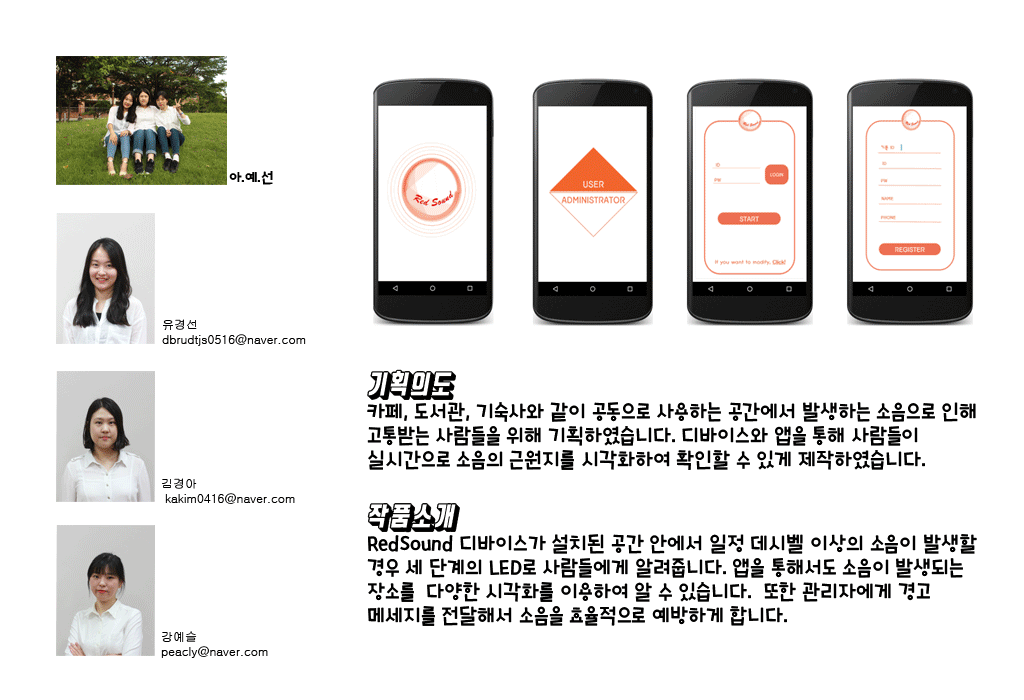 아.예.선
유경선
dbrudtjs0516@naver.com
김경아
kakim0416@naver.com
강예슬
peacly@naver.com
Red Sound
USER
ADMINISTRATOR
Red Sound
ID
PW
LOGIN
START
If you want to modify, Click!
Red Sound
ID
PW
NAME
PHONE
REGISTER
기획의도
카페, 도서관, 기숙사와 같이 공동으로 사용하는 공간에서 발생하는 소음으로 인해
고통받는 사람들을 위해 기획하였습니다. 디바이스와 앱을 통해 사람들이
실시간으로 소음의 근원지를 시각화하여 확인할 수 있게 제작하였습니다.
작품소개
RedSound 디바이스가 설치된 공간 안에서 일정 데시벨 이상의 소음이 발생할
경우 세 단계의 LED로 사람들에게 알려줍니다. 앱을 통해서도 소음이 발생되는
장소를 다양한 시각화를 이용하여 알 수 있습니다. 또한 관리자에게 경고
메세지를 전달해서 소음을 효율적으로 예방하게 합니다.